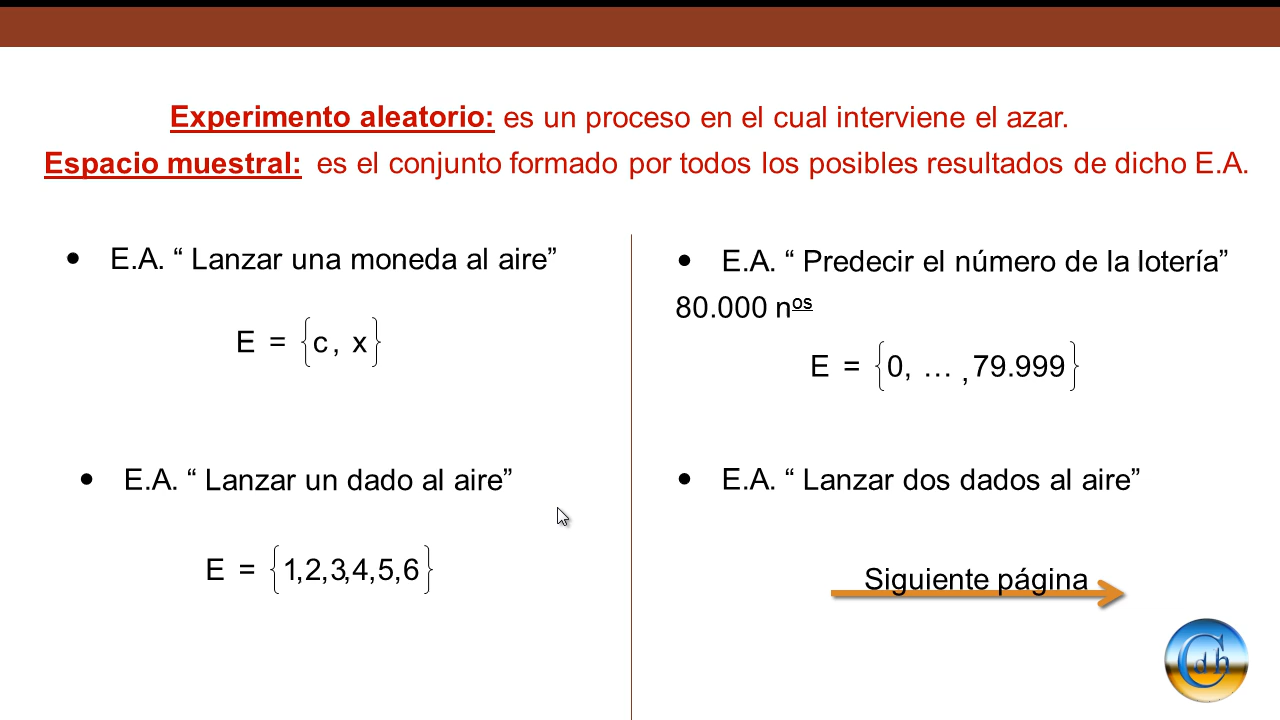 Experimento aleatorio: es un proceso en el cual interviene el azar.
Espacio muestral: es el conjunto formado por todos los posibles resultados de dicho E.A.
• E.A. “ Lanzar una moneda al aire”
E = {c, x}
• E.A. “ Lanzar un dado al aire”
E = {1,2,3,4,5,6}
• E.A. “ Predecir el número de la lotería”
80.000 nos
E = {0, … ,79.999}
• E.A. “ Lanzar dos dados al aire”
Siguiente página
Cdh